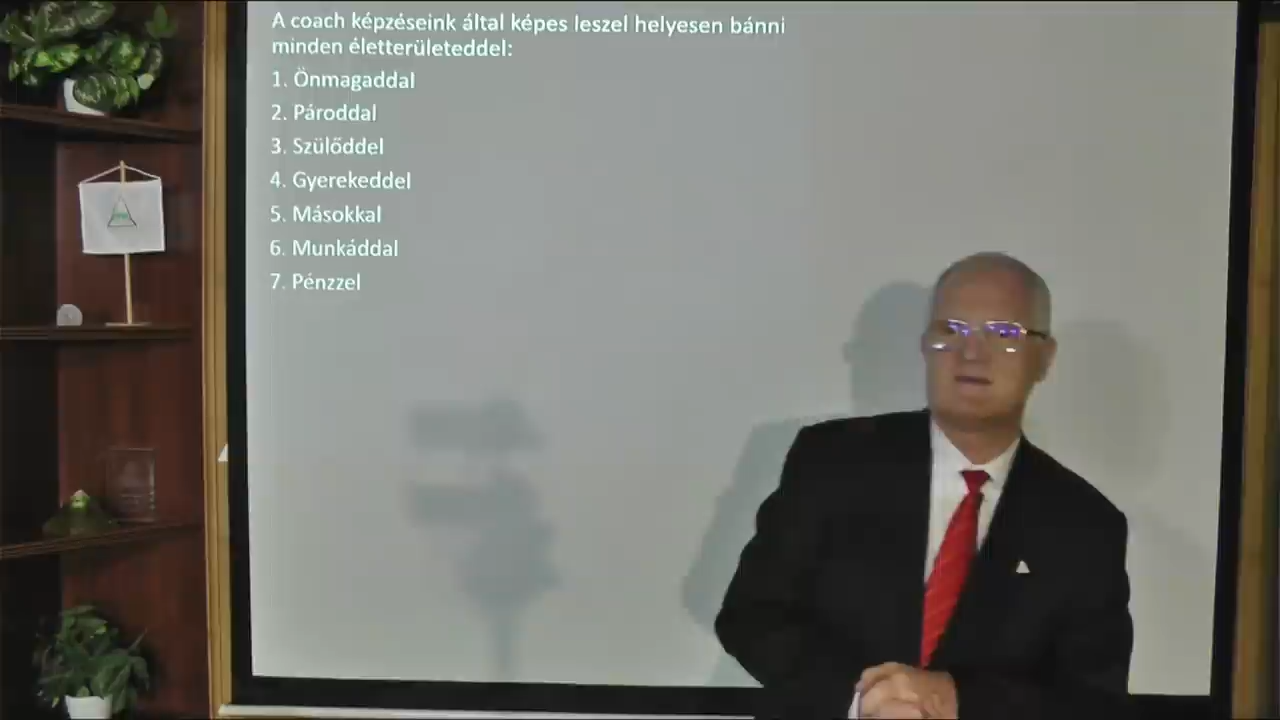 A coach képzéseink által képes leszel helyesen bánni
minden életterületeddel:
1. Önmagaddal
2. Pároddal
3. Szülőddel
4. Gyerekeddel
5. Másokkal
6. Munkáddal
7. Pénzzel